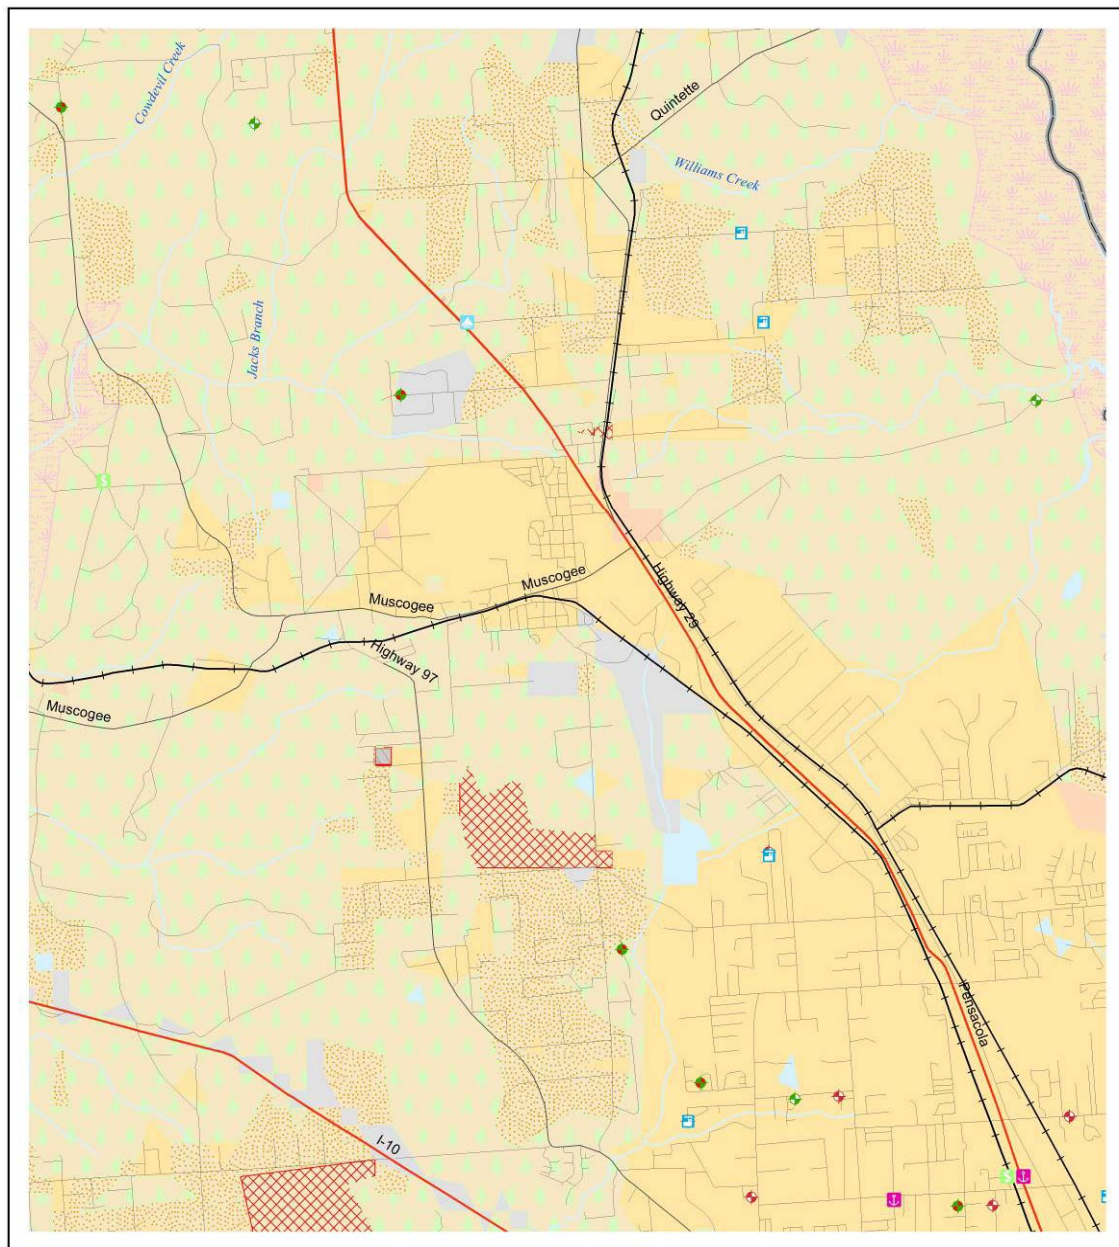 Cowdevil Creek
Quintette
Williams Creek
Jacks Branch
Muscogee
Muscogee
Highway 29
Highway 97
Muscogee
Pensacola
I-10
$
$